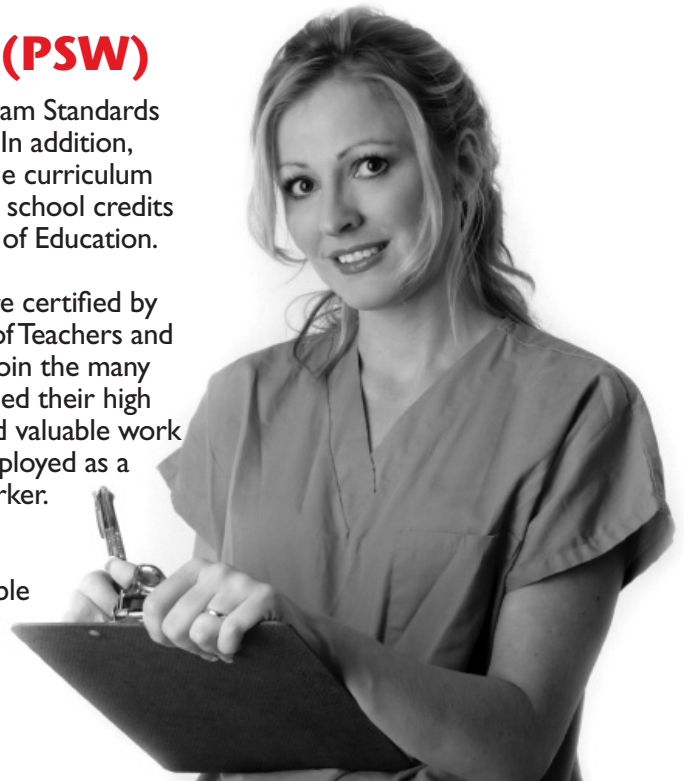 (PSW)
am Standards
In addition,
e curriculum
school credits
of Education.
e certified by
of Teachers and
oin the many
ed their high
d valuable work
ployed as a
rker.
ble